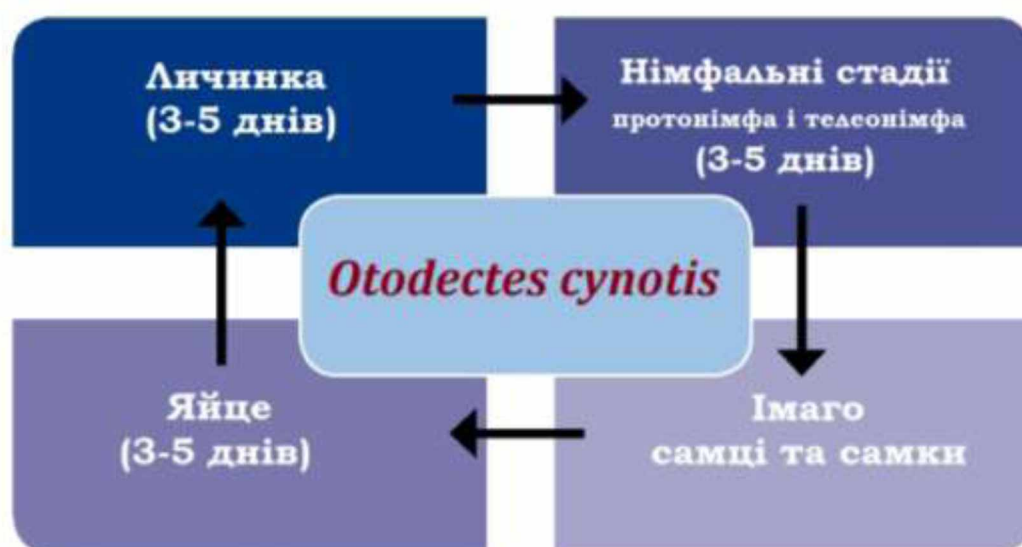 Личинка
(3-5 днів)
Німфальні стадії
протонімфа і телеонімфа
(3-5 днів)
Otodectes cynotis
Яйце
(3-5 днів)
Імаго
самці та самки